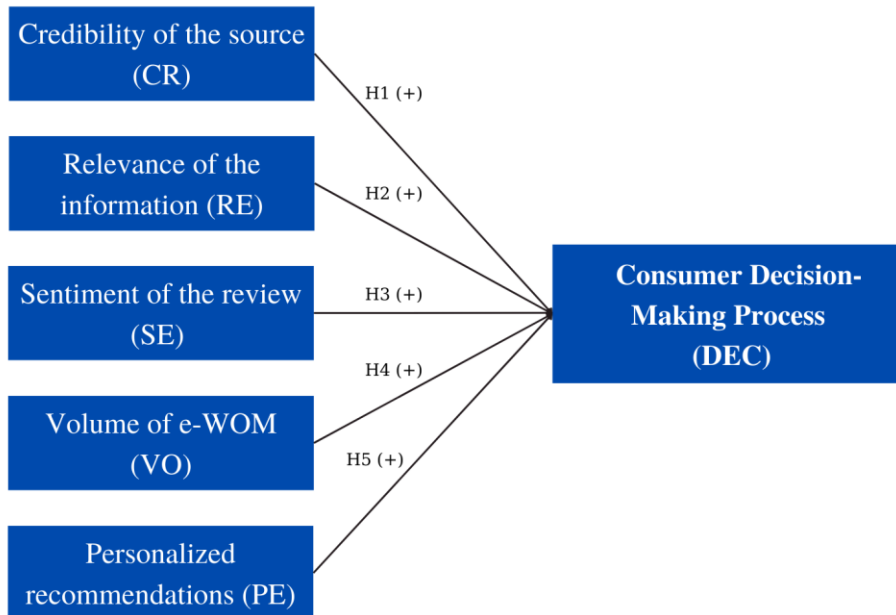 Credibility of the source
(CR)
H1 (+)
Relevance of the
information (RE)
H2 (+)
Sentiment of the review
(SE)
H3 (+)
Consumer Decision-
Making Process
(DEC)
Volume of e-WOM
(VO)
H4 (+)
Personalized
recommendations (PE)
H5 (+)